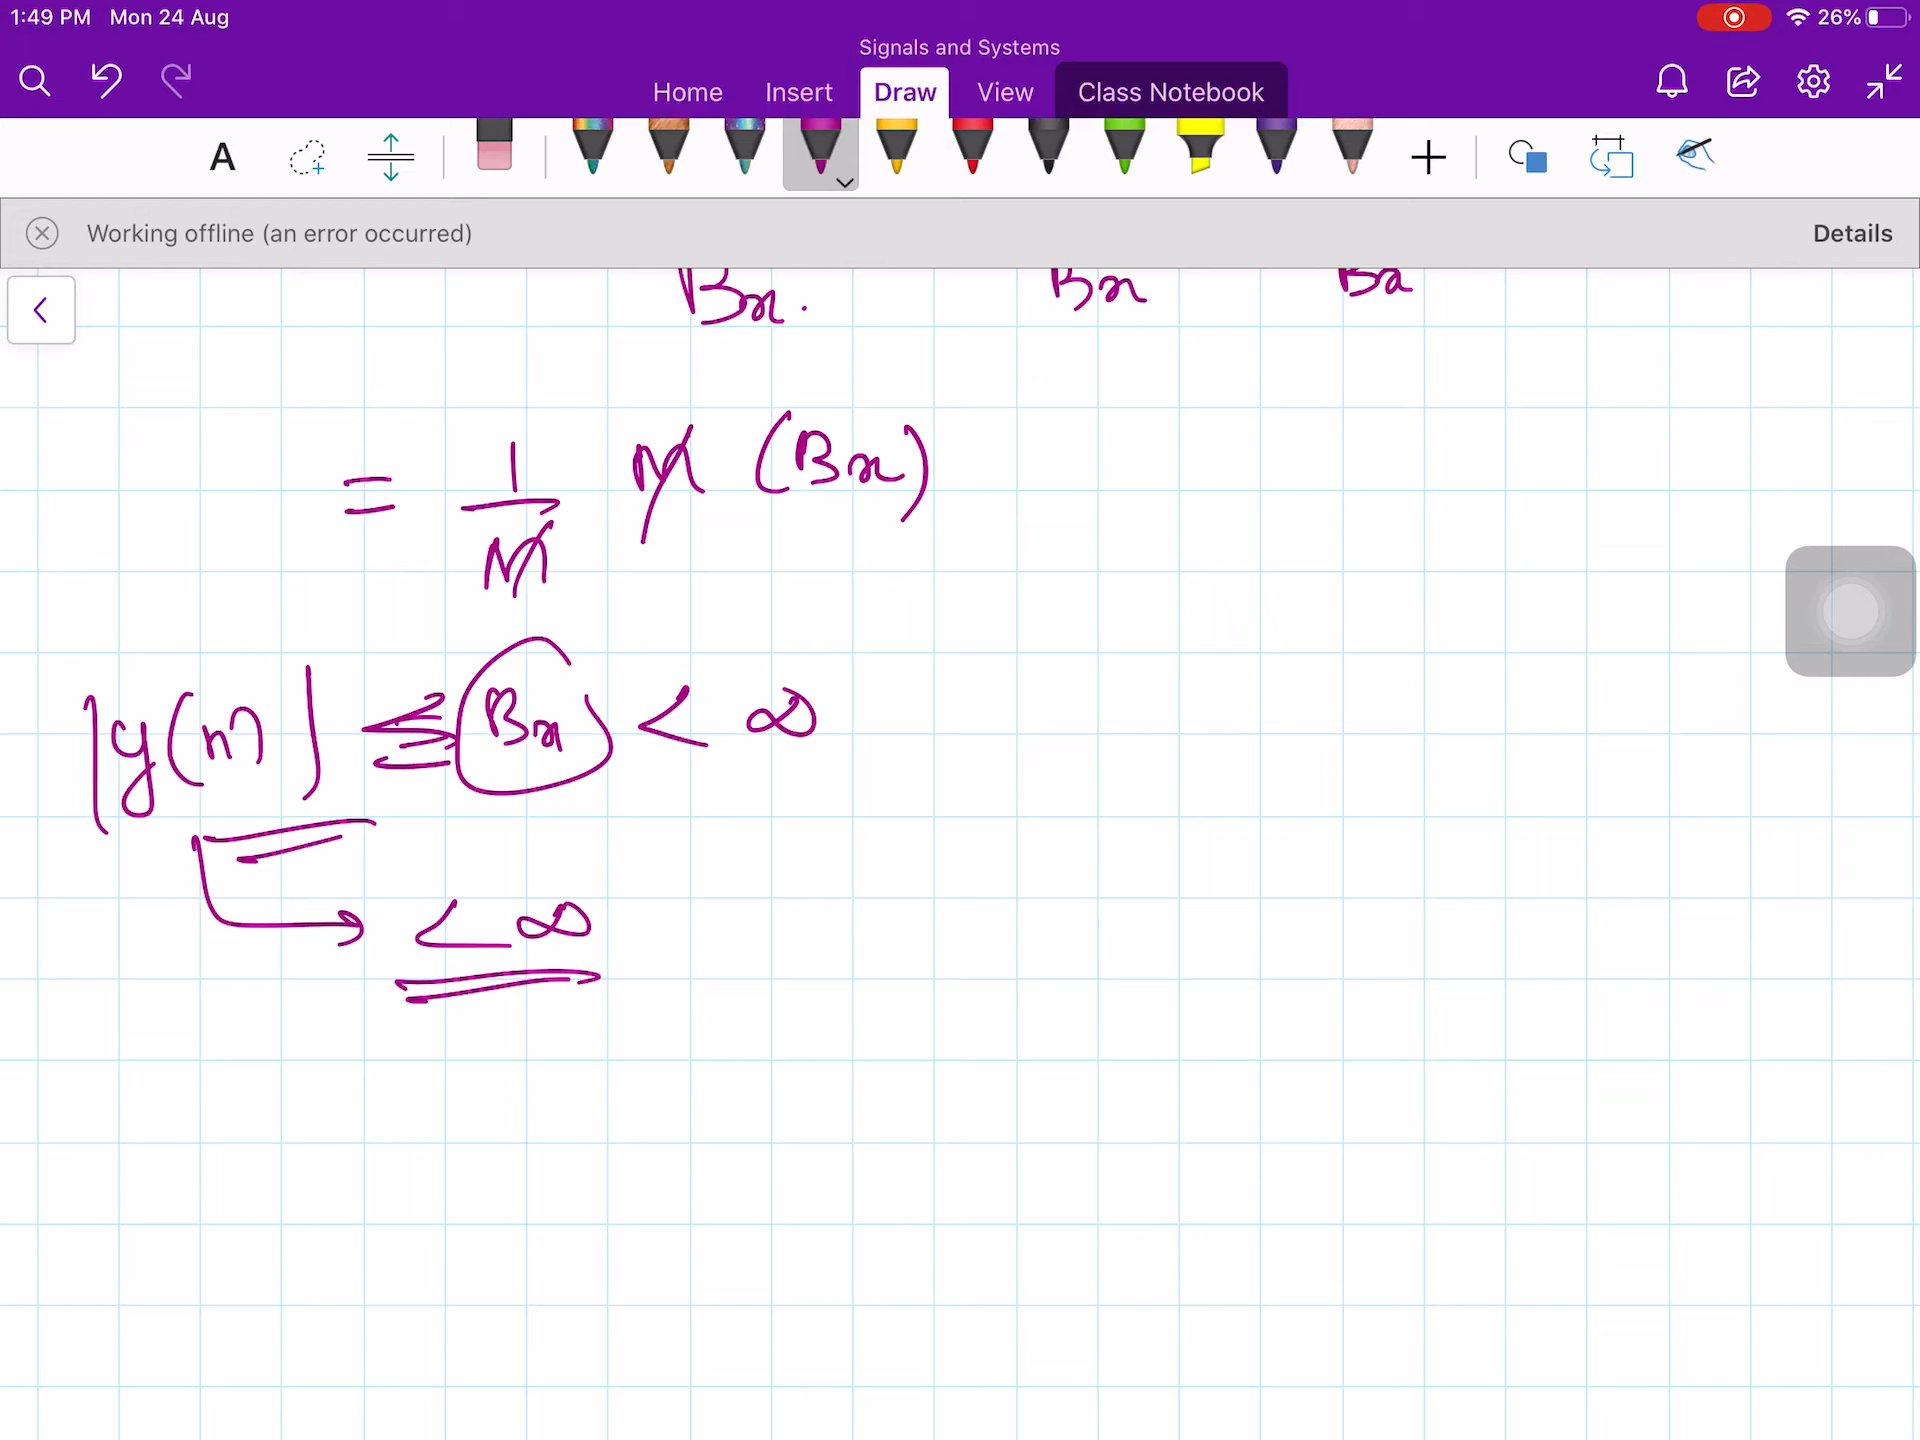 1:49 PM Mon 24 Aug 26%
Signals and Systems
Home Insert Draw View Class Notebook
A
Working offline (an error occurred) Details
Bx. Bx Bx
= 1/M M (Bx)
|y(n)| ≤ Bx < ∞
< ∞